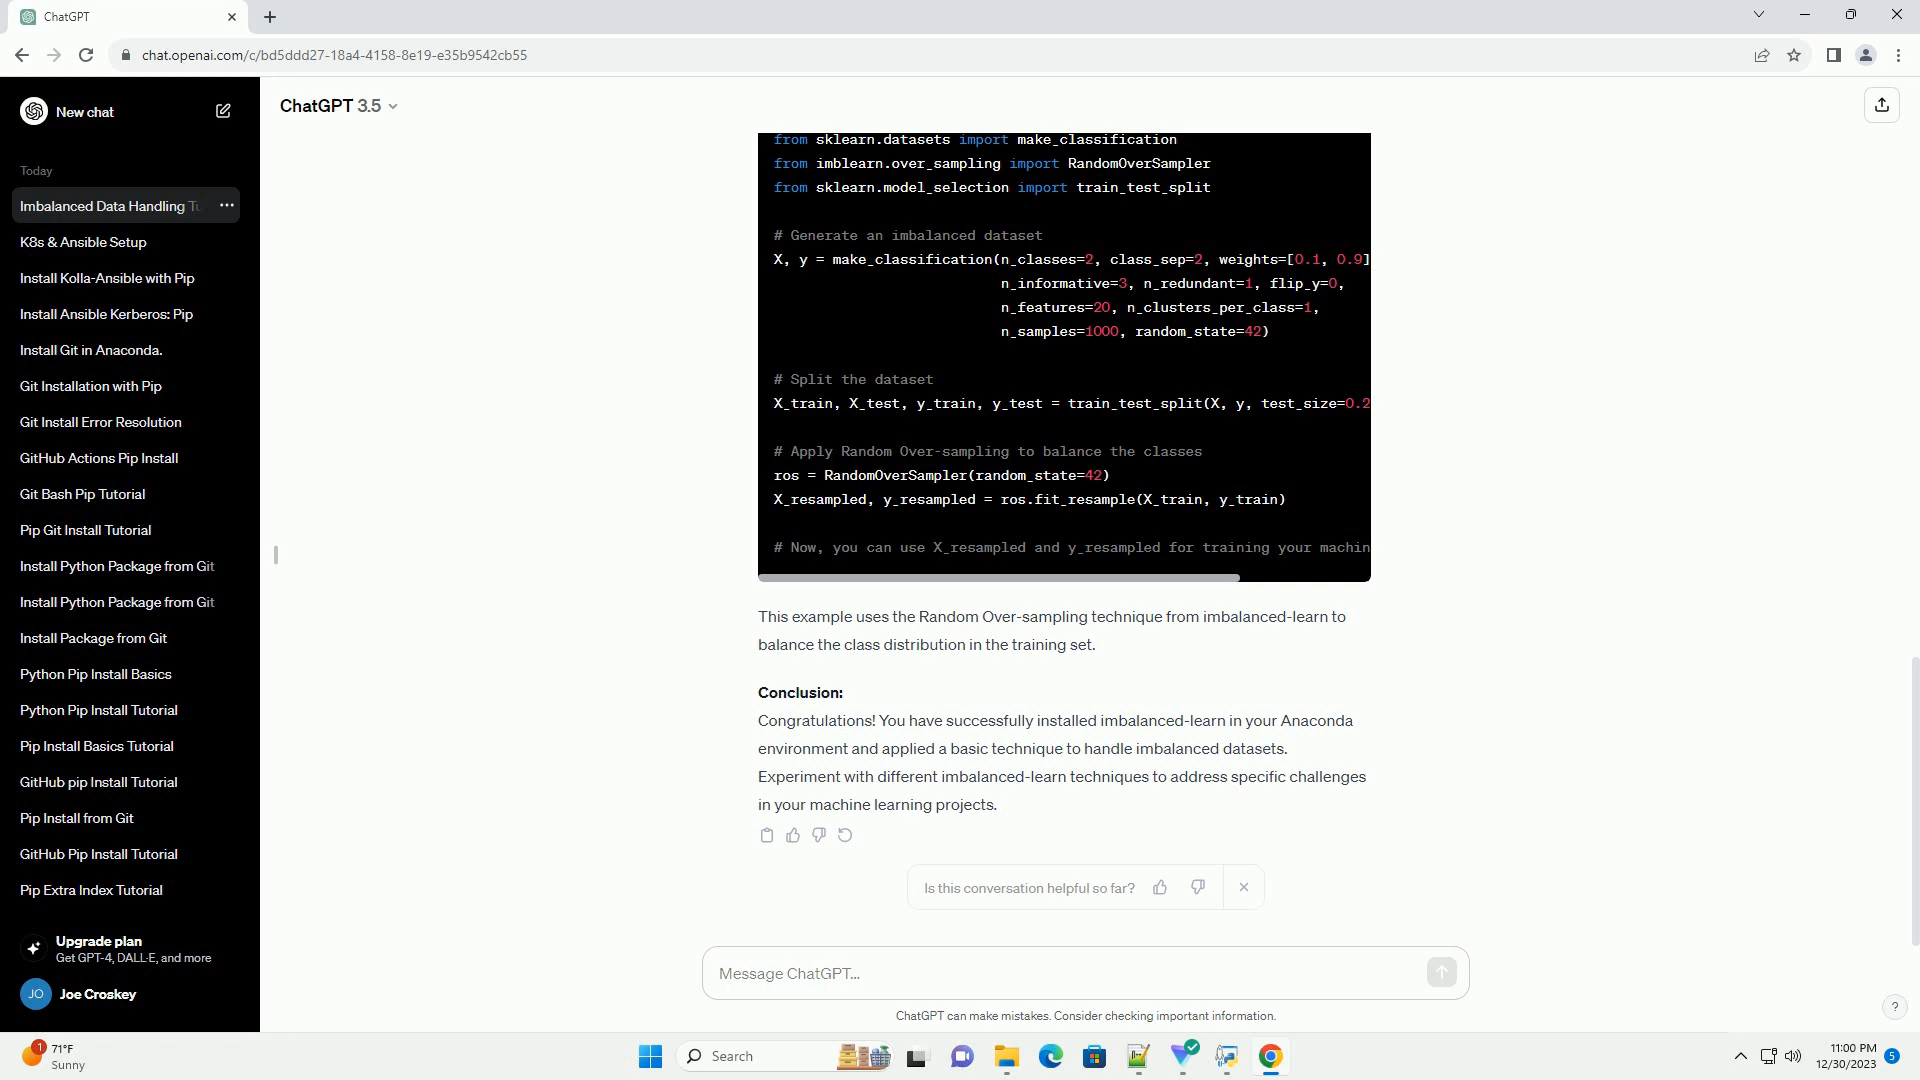 ChatGPT
chat.openai.com/c/bd5ddd27-18a4-4158-8e19-e35b9542cb55
New chat
Today
Imbalanced Data Handling
K8s & Ansible Setup
Install Kolla-Ansible with Pip
Install Ansible Kerberos: Pip
Install Git in Anaconda.
Git Installation with Pip
Git Install Error Resolution
GitHub Actions Pip Install
Git Bash Pip Tutorial
Pip Git Install Tutorial
Install Python Package from Git
Install Python Package from Git
Install Package from Git
Python Pip Install Basics
Python Pip Install Tutorial
Pip Install Basics Tutorial
GitHub pip Install Tutorial
Pip Install from Git
GitHub Pip Install Tutorial
Pip Extra Index Tutorial
Upgrade plan
Get GPT-4, DALL·E, and more
JO Joe Croskey
ChatGPT 3.5
from sklearn.datasets import make_classification
from imblearn.over_sampling import RandomOverSampler
from sklearn.model_selection import train_test_split
# Generate an imbalanced dataset
X, y = make_classification(n_classes=2, class_sep=2, weights=[0.1, 0.9]
n_informative=3, n_redundant=1, flip_y=0,
n_features=20, n_clusters_per_class=1,
n_samples=1000, random_state=42)
# Split the dataset
X_train, X_test, y_train, y_test = train_test_split(X, y, test_size=0.2
# Apply Random Over-sampling to balance the classes
ros = RandomOverSampler(random_state=42)
X_resampled, y_resampled = ros.fit_resample(X_train, y_train)
# Now, you can use X_resampled and y_resampled for training your machin
This example uses the Random Over-sampling technique from imbalanced-learn to
balance the class distribution in the training set.
Conclusion:
Congratulations! You have successfully installed imbalanced-learn in your Anaconda
environment and applied a basic technique to handle imbalanced datasets.
Experiment with different imbalanced-learn techniques to address specific challenges
in your machine learning projects.
Is this conversation helpful so far?
Message ChatGPT...
ChatGPT can make mistakes. Consider checking important information.
?
1
71°F
Sunny
Search
11:00 PM
12/30/2023
5